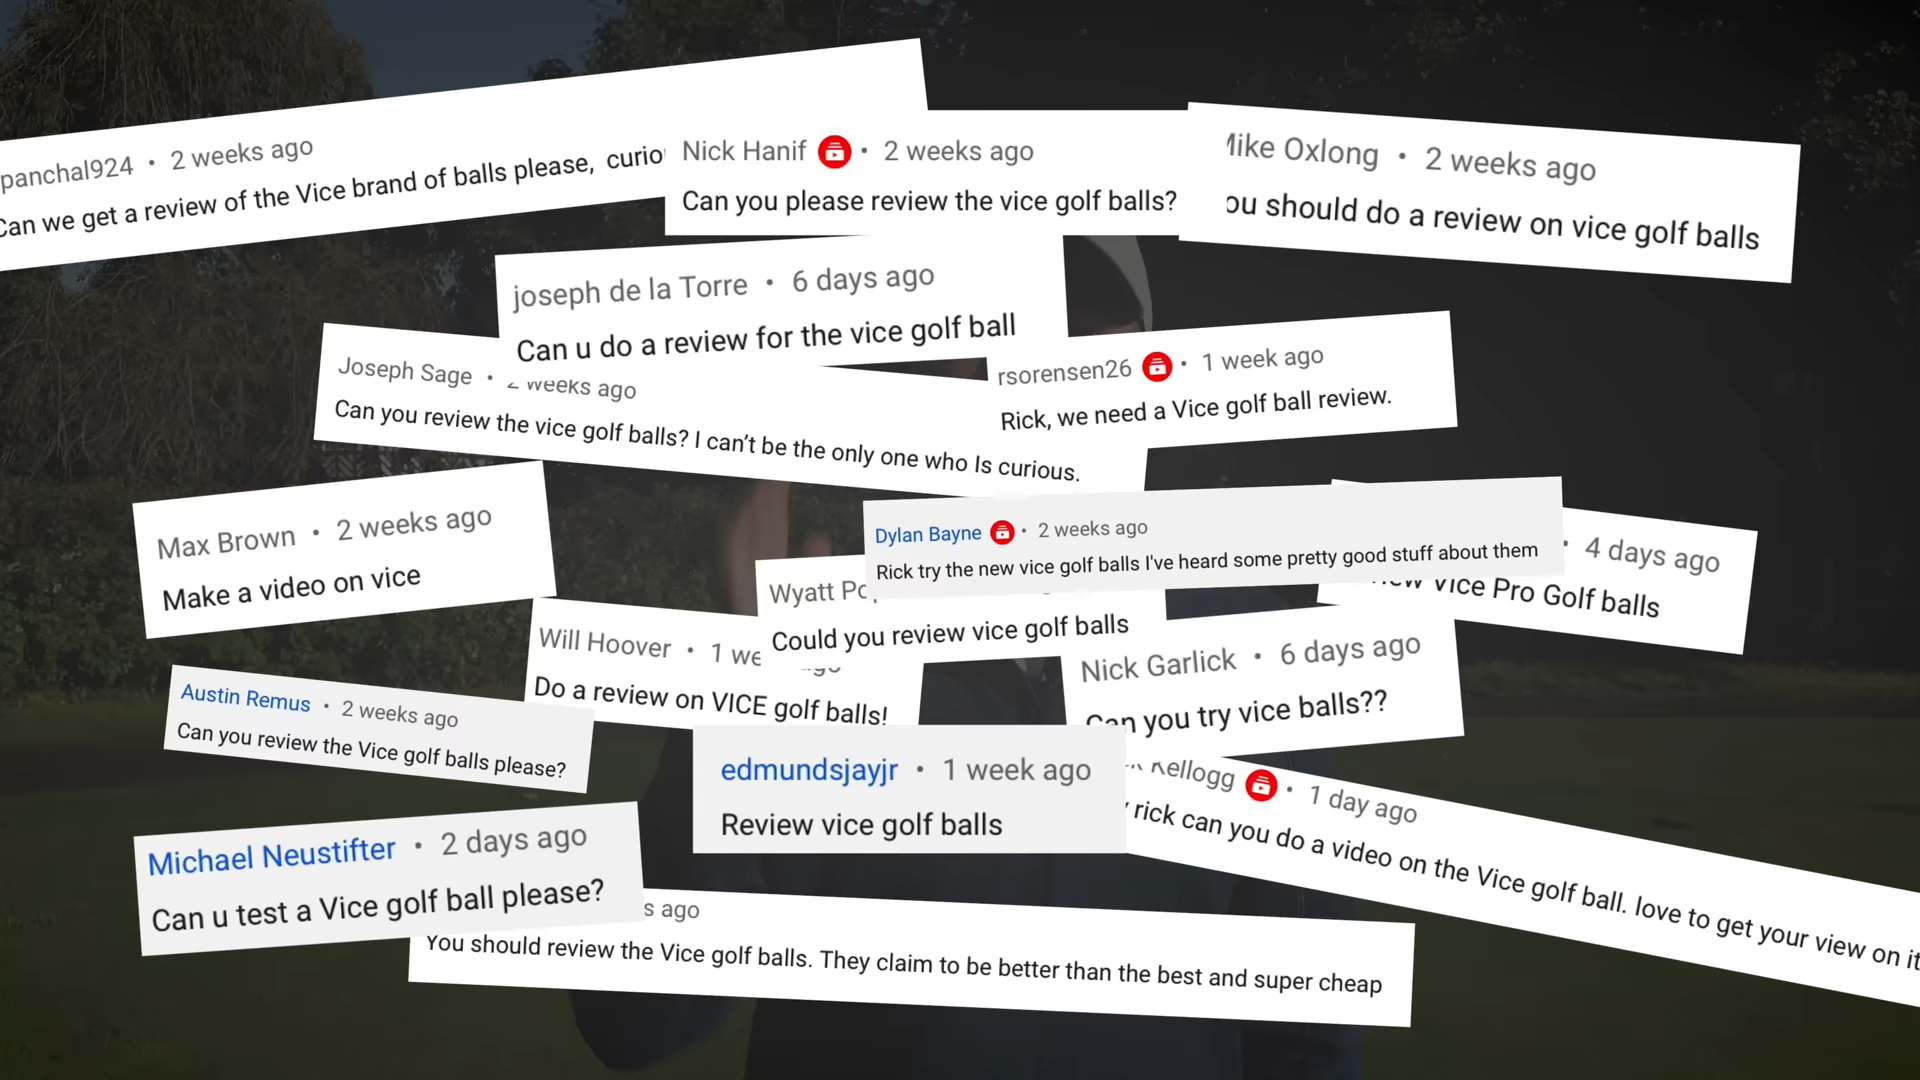 panchal924 • 2 weeks ago
Can we get a review of the Vice brand of balls please, curio
Nick Hanif • 2 weeks ago
Can you please review the vice golf balls?
Mike Oxlong • 2 weeks ago
ou should do a review on vice golf balls
joseph de la Torre • 6 days ago
Can u do a review for the vice golf ball
Joseph Sage • 2 weeks ago
Can you review the vice golf balls? I can't be the only one who Is curious.
rsorensen26 • 1 week ago
Rick, we need a Vice golf ball review.
Max Brown • 2 weeks ago
Make a video on vice
Dylan Bayne • 2 weeks ago
Rick try the new vice golf balls I've heard some pretty good stuff about them
• 4 days ago
Vice Pro Golf balls
Wyatt Po
Could you review vice golf balls
Will Hoover • 1 we
Do a review on VICE golf balls!
Nick Garlick • 6 days ago
Can you try vice balls??
Austin Remus • 2 weeks ago
Can you review the Vice golf balls please?
edmundsjayjr • 1 week ago
Review vice golf balls
Kellogg • 1 day ago
rick can you do a video on the Vice golf ball. love to get your view on it
Michael Neustifter • 2 days ago
Can u test a Vice golf ball please?
s ago
You should review the Vice golf balls. They claim to be better than the best and super cheap